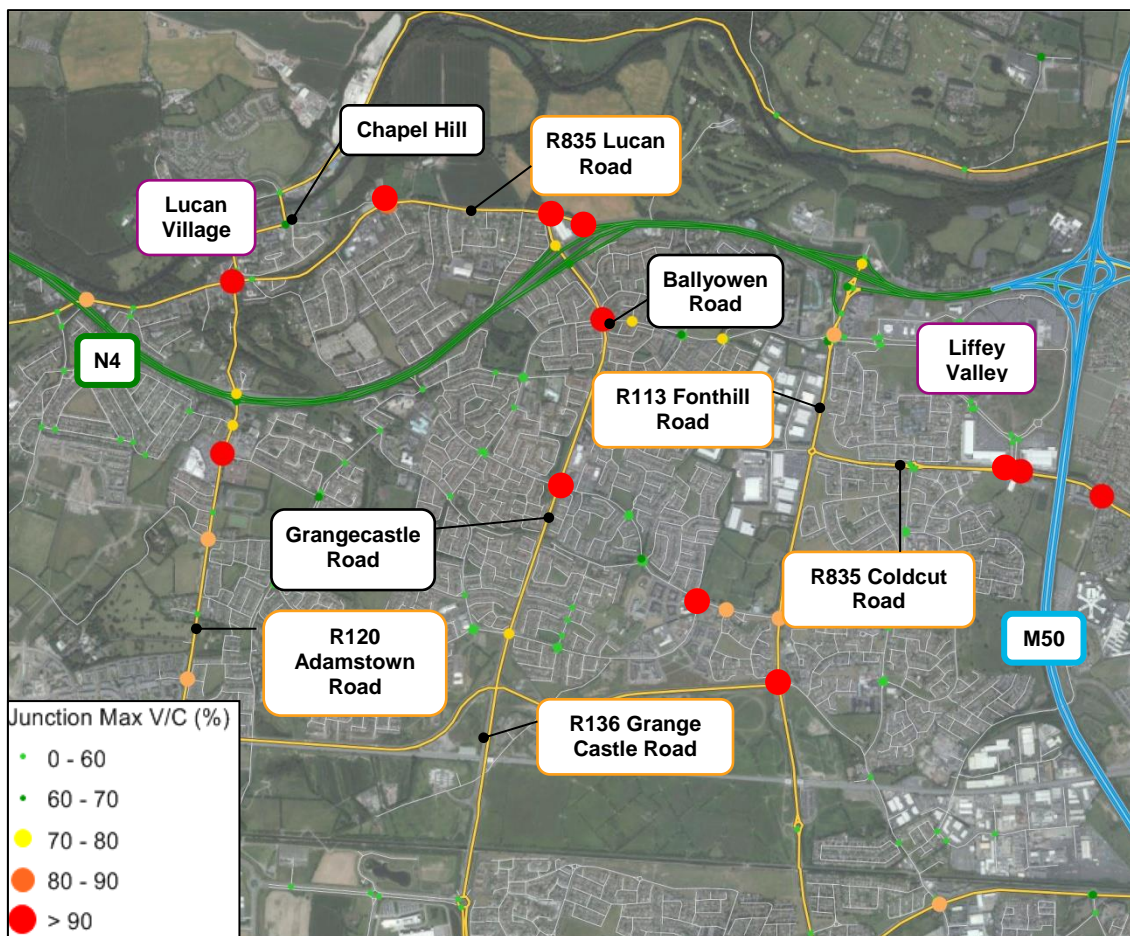 Chapel Hill
R835 Lucan
Road
Lucan
Village
Ballyowen
Road
N4
Liffey
Valley
R113 Fonthill
Road
Grangecastle
Road
R835 Coldcut
Road
R120
Adamstown
Road
M50
R136 Grange
Castle Road
Junction Max V/C (%)
0 - 60
60 - 70
70 - 80
80 - 90
> 90